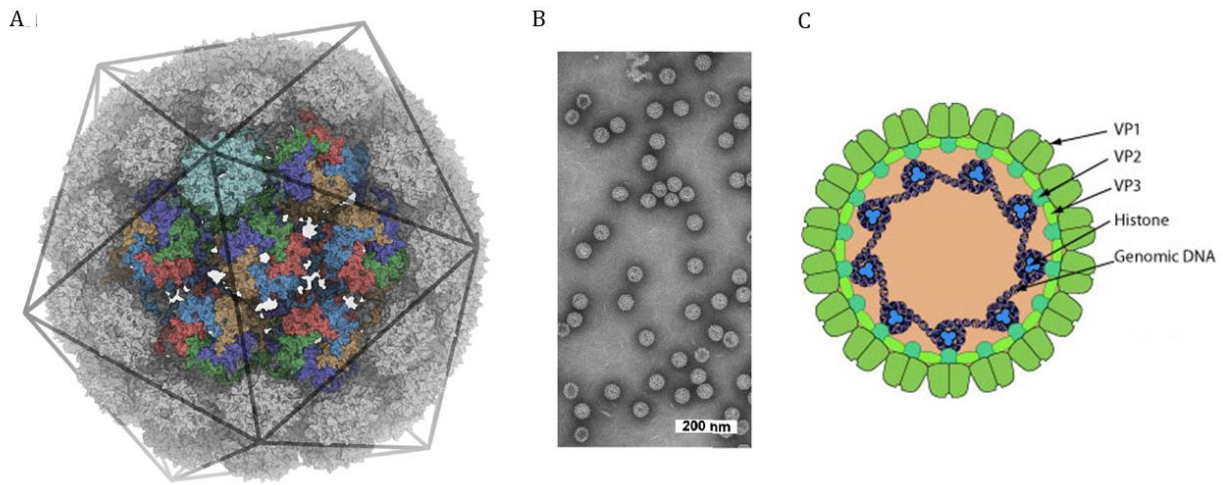 A
B
C
200 nm
VP1
VP2
VP3
Histone
Genomic DNA